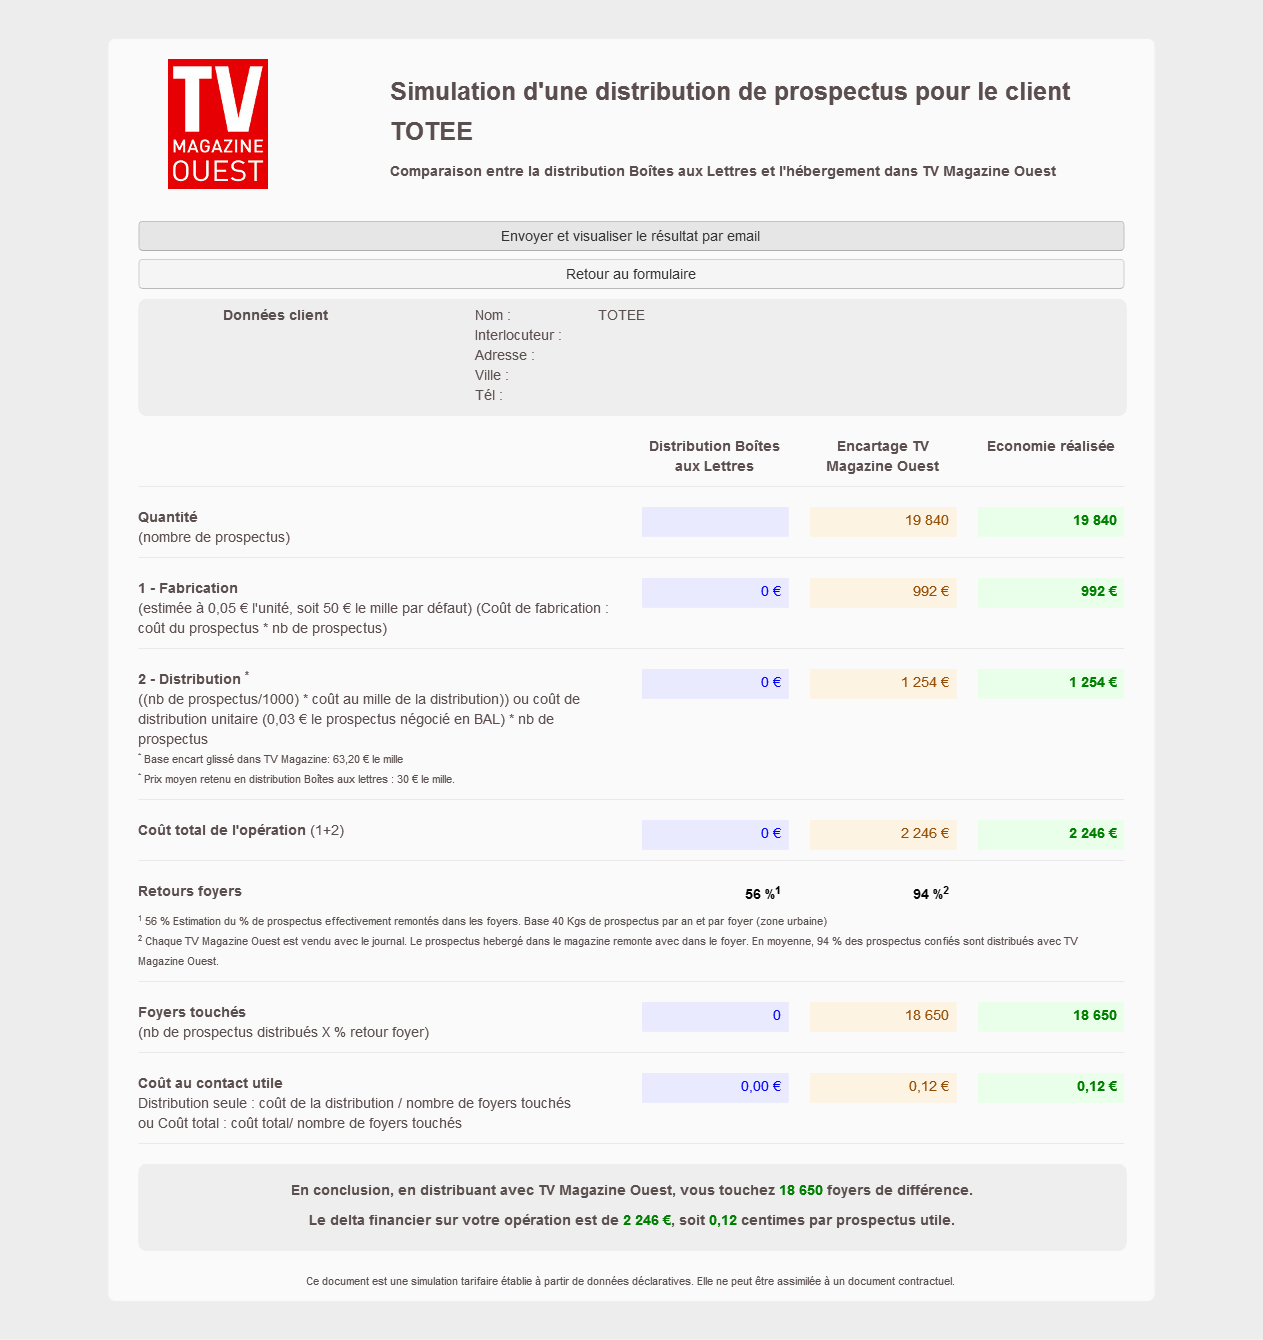 TV
MAGAZINE
OUEST
Simulation d'une distribution de prospectus pour le client
TOTEE
Comparaison entre la distribution Boîtes aux Lettres et l'hébergement dans TV Magazine Ouest
Envoyer et visualiser le résultat par email
Retour au formulaire
Données client
Nom : TOTEE
Interlocuteur :
Adresse :
Ville :
Tél :
Distribution Boîtes aux Lettres
Encartage TV Magazine Ouest
Economie réalisée
Quantité 19 840 19 840
(nombre de prospectus)
1 - Fabrication 0 € 992 € 992 €
(estimée à 0,05 € l'unité, soit 50 € le mille par défaut) (Coût de fabrication :
coût du prospectus * nb de prospectus)
2 - Distribution * 0 € 1 254 € 1 254 €
((nb de prospectus/1000) * coût au mille de la distribution)) ou coût de
distribution unitaire (0,03 € le prospectus négocié en BAL) * nb de
prospectus
* Base encart glissé dans TV Magazine: 63,20 € le mille
* Prix moyen retenu en distribution Boîtes aux lettres : 30 € le mille.
Coût total de l'opération (1+2) 0 € 2 246 € 2 246 €
Retours foyers 56 %1 94 %2
1 56 % Estimation du % de prospectus effectivement remontés dans les foyers. Base 40 Kgs de prospectus par an et par foyer (zone urbaine)
2 Chaque TV Magazine Ouest est vendu avec le journal. Le prospectus hebergé dans le magazine remonte avec dans le foyer. En moyenne, 94 % des prospectus confiés sont distribués avec TV
Magazine Ouest.
Foyers touchés 0 18 650 18 650
(nb de prospectus distribués X % retour foyer)
Coût au contact utile 0,00 € 0,12 € 0,12 €
Distribution seule : coût de la distribution / nombre de foyers touchés
ou Coût total : coût total/ nombre de foyers touchés
En conclusion, en distribuant avec TV Magazine Ouest, vous touchez 18 650 foyers de différence.
Le delta financier sur votre opération est de 2 246 €, soit 0,12 centimes par prospectus utile.
Ce document est une simulation tarifaire établie à partir de données déclaratives. Elle ne peut être assimilée à un document contractuel.